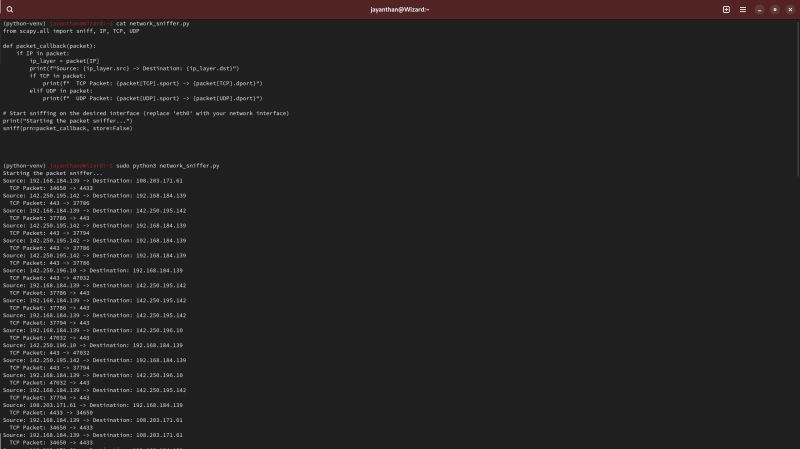 jayanthan@Wizard:~
(python-venv) jayanthan@Wizard:~$ cat network_sniffer.py
from scapy.all import sniff, IP, TCP, UDP
def packet_callback(packet):
if IP in packet:
ip_layer = packet[IP]
print(f"Source: {ip_layer.src} -> Destination: {ip_layer.dst}")
if TCP in packet:
print(f"  TCP Packet: {packet[TCP].sport} -> {packet[TCP].dport}")
elif UDP in packet:
print(f"  UDP Packet: {packet[UDP].sport} -> {packet[UDP].dport}")
# Start sniffing on the desired interface (replace 'eth0' with your network interface)
print("Starting the packet sniffer...")
sniff(prn=packet_callback, store=False)
(python-venv) jayanthan@Wizard:~$ sudo python3 network_sniffer.py
Starting the packet sniffer...
Source: 192.168.184.139 -> Destination: 108.203.171.61
TCP Packet: 34650 -> 4433
Source: 142.250.195.142 -> Destination: 192.168.184.139
TCP Packet: 443 -> 37786
Source: 192.168.184.139 -> Destination: 142.250.195.142
TCP Packet: 37786 -> 443
Source: 142.250.195.142 -> Destination: 192.168.184.139
TCP Packet: 443 -> 37794
Source: 142.250.195.142 -> Destination: 192.168.184.139
TCP Packet: 443 -> 37786
Source: 142.250.195.142 -> Destination: 192.168.184.139
TCP Packet: 443 -> 37786
Source: 142.250.196.10 -> Destination: 192.168.184.139
TCP Packet: 443 -> 47032
Source: 192.168.184.139 -> Destination: 142.250.195.142
TCP Packet: 37786 -> 443
Source: 192.168.184.139 -> Destination: 142.250.195.142
TCP Packet: 37786 -> 443
Source: 192.168.184.139 -> Destination: 142.250.195.142
TCP Packet: 37794 -> 443
Source: 192.168.184.139 -> Destination: 142.250.196.10
TCP Packet: 47032 -> 443
Source: 142.250.196.10 -> Destination: 192.168.184.139
TCP Packet: 443 -> 47032
Source: 142.250.195.142 -> Destination: 192.168.184.139
TCP Packet: 443 -> 37794
Source: 192.168.184.139 -> Destination: 142.250.196.10
TCP Packet: 47032 -> 443
Source: 192.168.184.139 -> Destination: 142.250.195.142
TCP Packet: 37794 -> 443
Source: 108.203.171.61 -> Destination: 192.168.184.139
TCP Packet: 4433 -> 34650
Source: 192.168.184.139 -> Destination: 108.203.171.61
TCP Packet: 34650 -> 4433
Source: 192.168.184.139 -> Destination: 108.203.171.61
TCP Packet: 34650 -> 4433